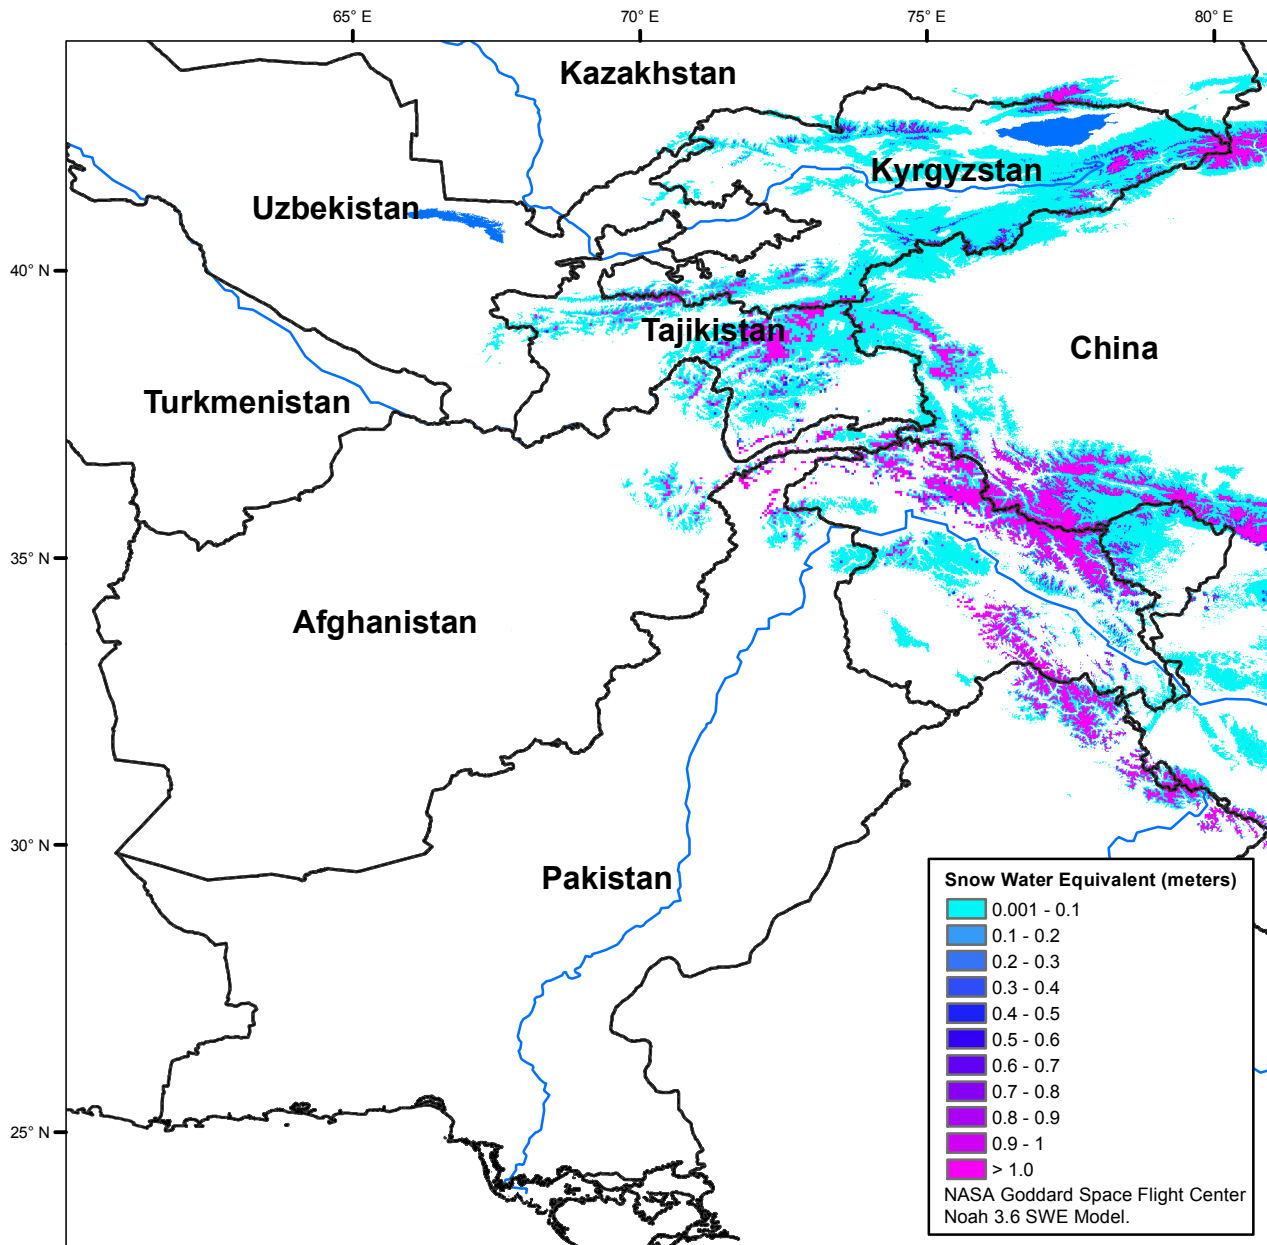 65° E
70° E
75° E
80° E
Kazakhstan
Kyrgyzstan
Uzbekistan
40° N
Tajikistan
China
Turkmenistan
35° N
Afghanistan
30° N
Pakistan
25° N
Snow Water Equivalent (meters)
0.001 - 0.1
0.1 - 0.2
0.2 - 0.3
0.3 - 0.4
0.4 - 0.5
0.5 - 0.6
0.6 - 0.7
0.7 - 0.8
0.8 - 0.9
0.9 - 1
> 1.0
NASA Goddard Space Flight Center
Noah 3.6 SWE Model.